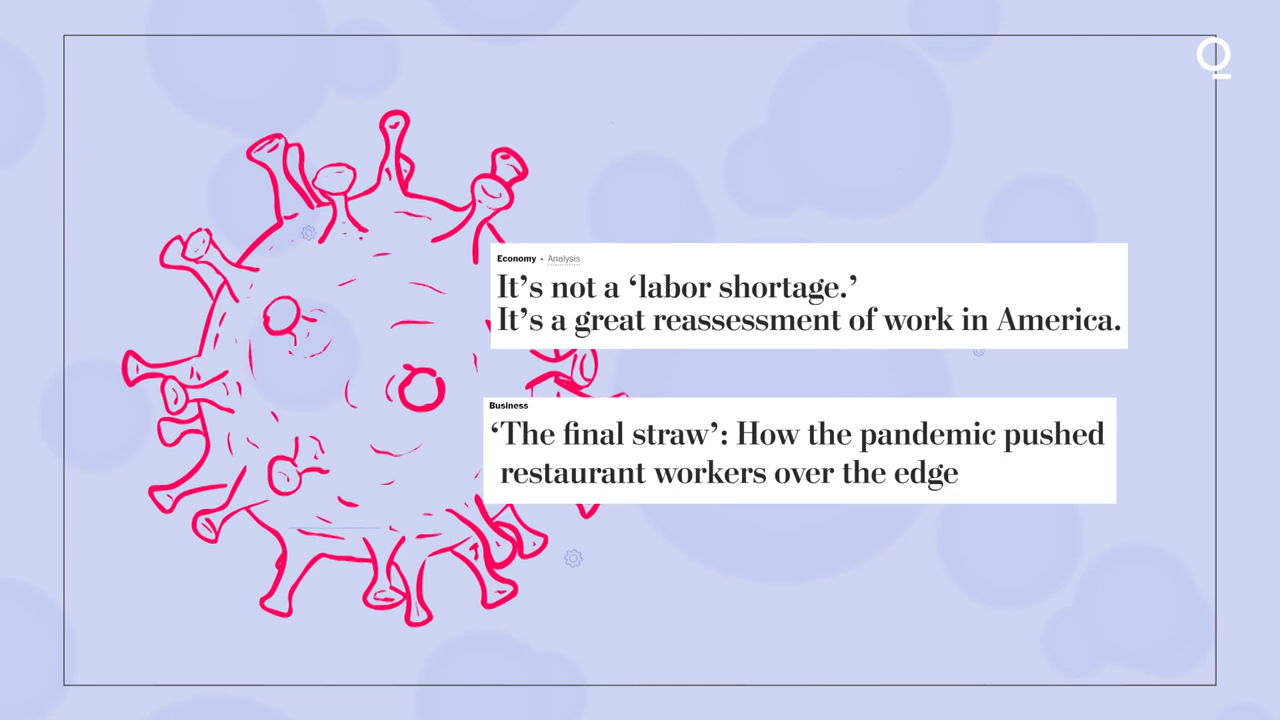 Economy • Analysis
It’s not a ‘labor shortage.’
It’s a great reassessment of work in America.
Business
‘The final straw’: How the pandemic pushed
restaurant workers over the edge